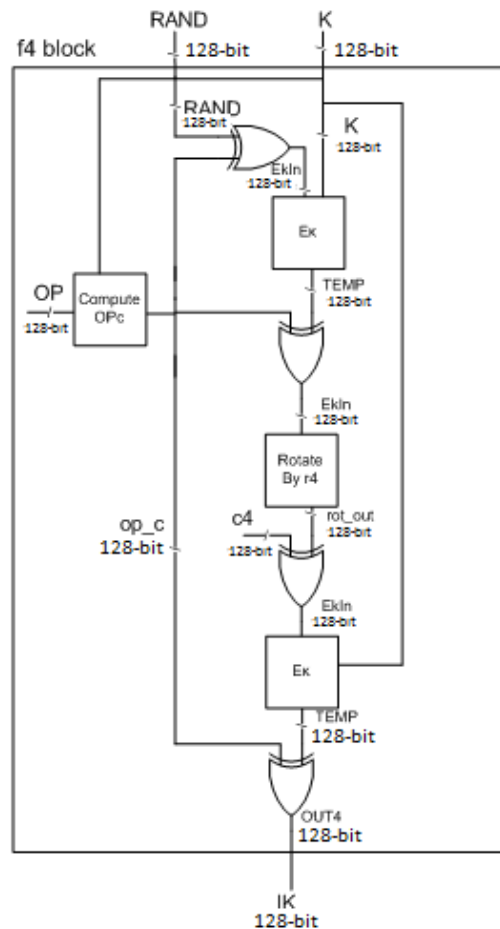 RAND
K
128-bit
128-bit
f4 block
RAND
128-bit
K
128-bit
EkIn
128-bit
Eк
TEMP
128-bit
OP
128-bit
Compute
OPc
EkIn
128-bit
Rotate
By r4
c4
128-bit
rot_out
128-bit
op_c
128-bit
EkIn
128-bit
Eк
TEMP
128-bit
OUT4
128-bit
IK
128-bit